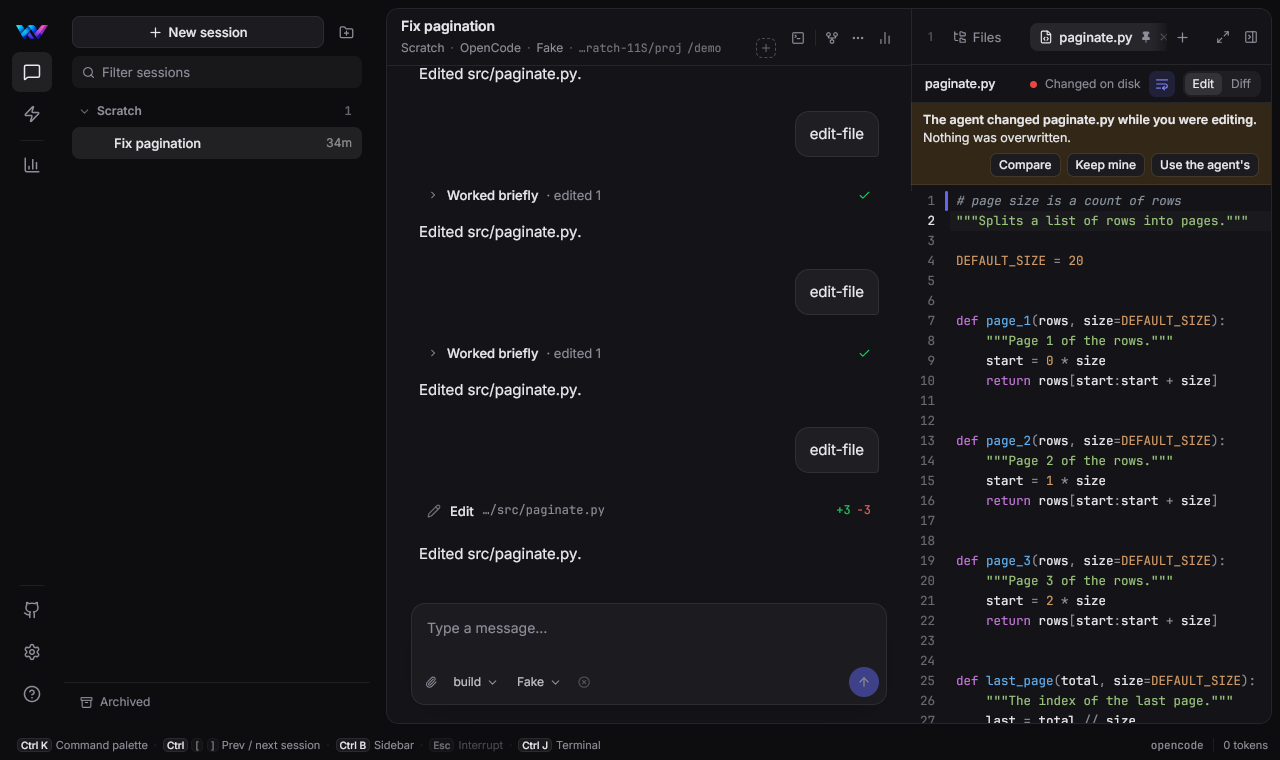 New session
Filter sessions
Scratch 1
Fix pagination 34m
Archived
Fix pagination
Scratch · OpenCode · Fake · …ratch-11S/proj /demo
Edited src/paginate.py.
edit-file
Worked briefly · edited 1
Edited src/paginate.py.
edit-file
Worked briefly · edited 1
Edited src/paginate.py.
edit-file
Edit …/src/paginate.py +3 -3
Edited src/paginate.py.
Type a message...
build Fake
1 Files paginate.py
paginate.py Changed on disk Edit Diff
The agent changed paginate.py while you were editing.
Nothing was overwritten.
Compare Keep mine Use the agent's
1 # page size is a count of rows
2 """Splits a list of rows into pages."""
3
4 DEFAULT_SIZE = 20
5
6
7 def page_1(rows, size=DEFAULT_SIZE):
8 """Page 1 of the rows."""
9 start = 0 * size
10 return rows[start:start + size]
11
12
13 def page_2(rows, size=DEFAULT_SIZE):
14 """Page 2 of the rows."""
15 start = 1 * size
16 return rows[start:start + size]
17
18
19 def page_3(rows, size=DEFAULT_SIZE):
20 """Page 3 of the rows."""
21 start = 2 * size
22 return rows[start:start + size]
23
24
25 def last_page(total, size=DEFAULT_SIZE):
26 """The index of the last page."""
27 last = total // size
Ctrl K Command palette · Ctrl [ ] Prev / next session · Ctrl B Sidebar · Esc Interrupt · Ctrl J Terminal
opencode 0 tokens